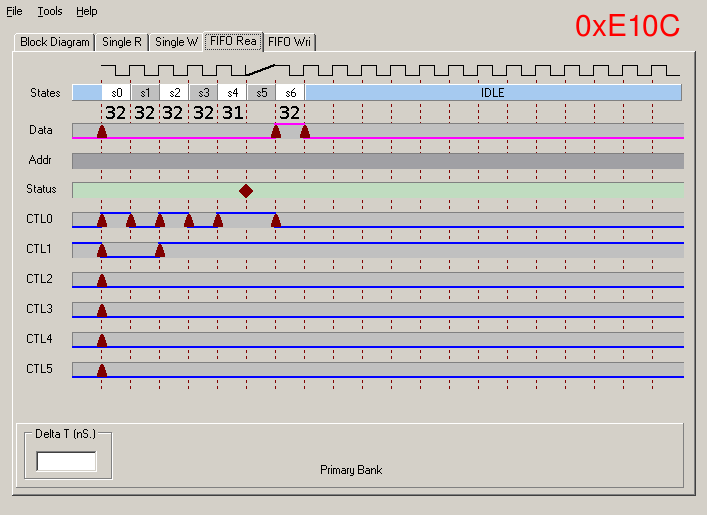 File Tools Help
0xE10C
Block Diagram Single R Single W FIFO Rea FIFO Wri
States s0 s1 s2 s3 s4 s5 s6 IDLE
32 32 32 32 31 32
Data
Addr
Status
CTL0
CTL1
CTL2
CTL3
CTL4
CTL5
Delta T (nS.)
Primary Bank